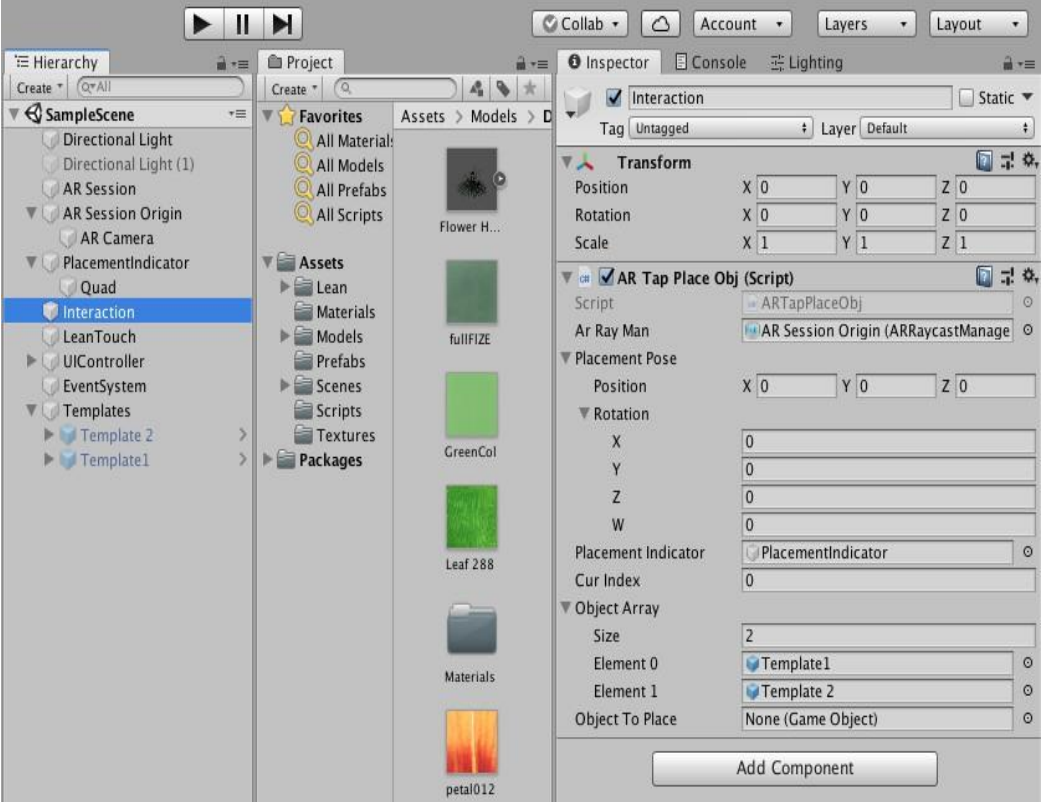 Collab Account Layers Layout
Hierarchy
Create All
SampleScene
Directional Light
Directional Light (1)
AR Session
AR Session Origin
AR Camera
PlacementIndicator
Quad
Interaction
LeanTouch
UIController
EventSystem
Templates
Template 2
Template1
Project
Create
Favorites
All Material
All Models
All Prefabs
All Scripts
Assets
Lean
Materials
Models
Prefabs
Scenes
Scripts
Textures
Packages
Assets > Models > D
Flower H...
fullFIZE
GreenCol
Leaf 288
Materials
petal012
Inspector Console Lighting
Interaction Static
Tag Untagged Layer Default
Transform
Position X 0 Y 0 Z 0
Rotation X 0 Y 0 Z 0
Scale X 1 Y 1 Z 1
AR Tap Place Obj (Script)
Script ARTapPlaceObj
Ar Ray Man AR Session Origin (ARRaycastManage
Placement Pose
Position X 0 Y 0 Z 0
Rotation
X 0
Y 0
Z 0
W 0
Placement Indicator PlacementIndicator
Cur Index 0
Object Array
Size 2
Element 0 Template1
Element 1 Template 2
Object To Place None (Game Object)
Add Component